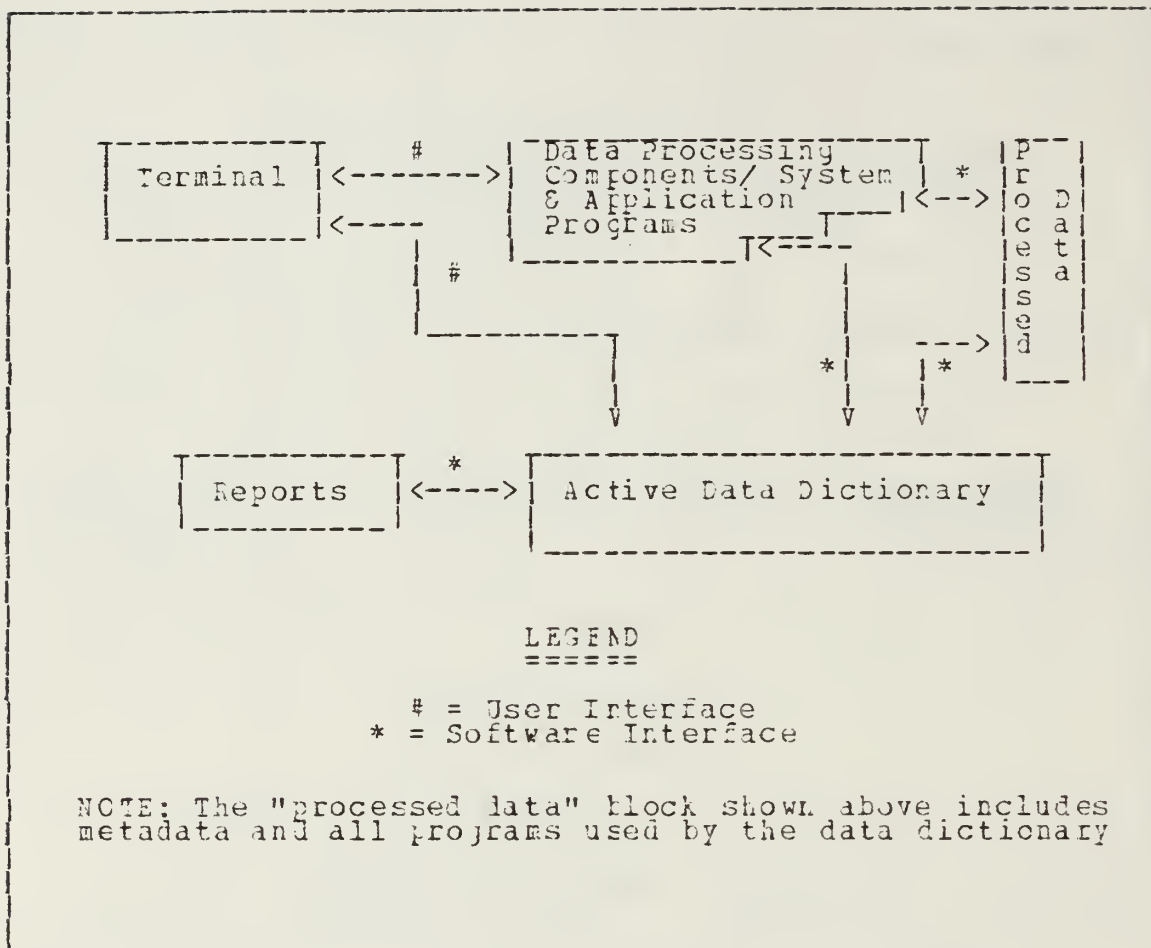 #
Terminal
Data Processing
Components/ System
& Application
Programs
*
Processed
Data
#
*
*
Reports
*
Active Data Dictionary
LEGEND
# = User Interface
* = Software Interface
NOTE: The "processed data" block shown above includes
metadata and all programs used by the data dictionary